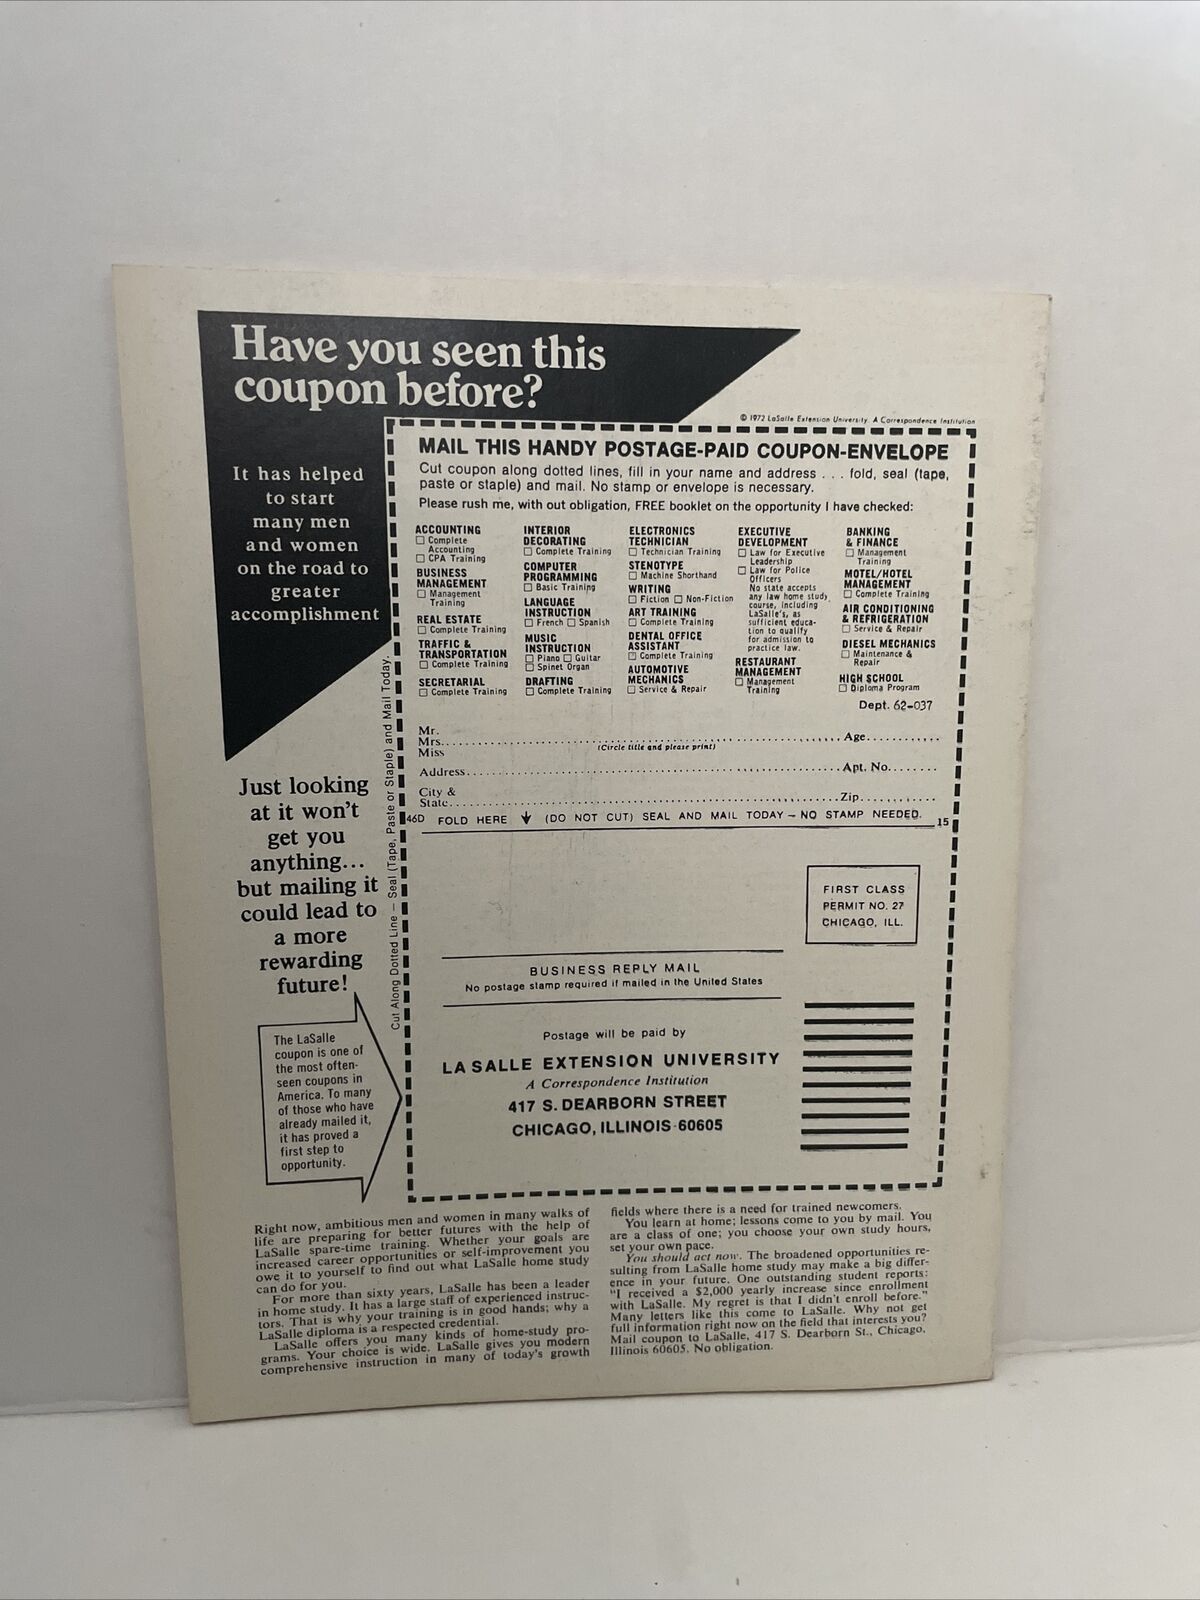 Have you seen this
coupon before?
It has helped
to start
many men
and women
on the road to
greater
accomplishment
Just looking
at it won't
get you
anything...
but mailing it
could lead to
a more
rewarding
future!
The LaSalle
coupon is one of
the most often-
seen coupons in
America. To many
of those who have
already mailed it,
it has proved a
first step to
opportunity.
© 1972 LaSalle Extension University. A Correspondence Institution
Cut Along Dotted Line – Seal (Tape, Paste or Staple) and Mail Today.
MAIL THIS HANDY POSTAGE-PAID COUPON-ENVELOPE
Cut coupon along dotted lines, fill in your name and address . . . fold, seal (tape,
paste or staple) and mail. No stamp or envelope is necessary.
Please rush me, with out obligation, FREE booklet on the opportunity I have checked:
ACCOUNTING
☐ Complete
Accounting
☐ CPA Training
BUSINESS
MANAGEMENT
☐ Management
Training
REAL ESTATE
☐ Complete Training
TRAFFIC &
TRANSPORTATION
☐ Complete Training
SECRETARIAL
☐ Complete Training
INTERIOR
DECORATING
☐ Complete Training
COMPUTER
PROGRAMMING
☐ Basic Training
LANGUAGE
INSTRUCTION
☐ French ☐ Spanish
MUSIC
INSTRUCTION
☐ Piano ☐ Guitar
☐ Spinet Organ
DRAFTING
☐ Complete Training
ELECTRONICS
TECHNICIAN
☐ Technician Training
STENOTYPE
☐ Machine Shorthand
WRITING
☐ Fiction ☐ Non-Fiction
ART TRAINING
☐ Complete Training
DENTAL OFFICE
ASSISTANT
☐ Complete Training
AUTOMOTIVE
MECHANICS
☐ Service & Repair
EXECUTIVE
DEVELOPMENT
☐ Law for Executive
Leadership
☐ Law for Police
Officers
No state accepts
any law home study
course, including
LaSalle's, as
sufficient educa-
tion to qualify
for admission to
practice law.
RESTAURANT
MANAGEMENT
☐ Management
Training
BANKING
& FINANCE
☐ Management
Training
MOTEL/HOTEL
MANAGEMENT
☐ Complete Training
AIR CONDITIONING
& REFRIGERATION
☐ Service & Repair
DIESEL MECHANICS
☐ Maintenance &
Repair
HIGH SCHOOL
☐ Diploma Program
Dept. 62-037
Mr.
Mrs. Age
Miss (Circle title and please print)
Address Apt. No.
City &
State Zip
46D FOLD HERE ↓ (DO NOT CUT) SEAL AND MAIL TODAY – NO STAMP NEEDED. 15
FIRST CLASS
PERMIT NO. 27
CHICAGO, ILL.
BUSINESS REPLY MAIL
No postage stamp required if mailed in the United States
Postage will be paid by
LA SALLE EXTENSION UNIVERSITY
A Correspondence Institution
417 S. DEARBORN STREET
CHICAGO, ILLINOIS 60605
Right now, ambitious men and women in many walks of
life are preparing for better futures with the help of
LaSalle spare-time training. Whether your goals are
increased career opportunities or self-improvement you
owe it to yourself to find out what LaSalle home study
can do for you.
For more than sixty years, LaSalle has been a leader
in home study. It has a large staff of experienced instruc-
tors. That is why your training is in good hands; why a
LaSalle diploma is a respected credential.
LaSalle offers you many kinds of home-study pro-
grams. Your choice is wide. LaSalle gives you modern
comprehensive instruction in many of today's growth
fields where there is a need for trained newcomers.
You learn at home; lessons come to you by mail. You
are a class of one; you choose your own study hours,
set your own pace.
You should act now. The broadened opportunities re-
sulting from LaSalle home study may make a big differ-
ence in your future. One outstanding student reports:
"I received a $2,000 yearly increase since enrollment
with LaSalle. My regret is that I didn't enroll before."
Many letters like this come to LaSalle. Why not get
full information right now on the field that interests you?
Mail coupon to LaSalle, 417 S. Dearborn St., Chicago,
Illinois 60605. No obligation.